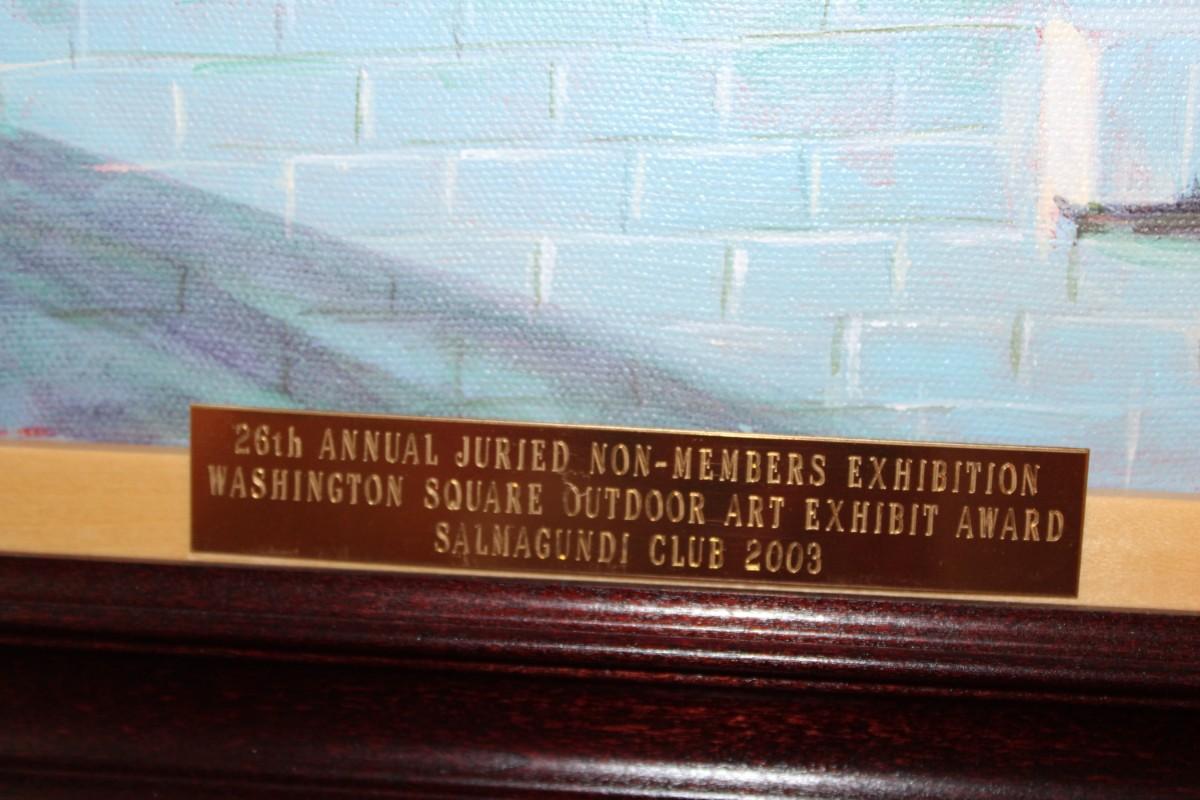 26th ANNUAL JURIED NON-MEMBERS EXHIBITION
WASHINGTON SQUARE OUTDOOR ART EXHIBIT AWARD
SALMAGUNDI CLUB 2003